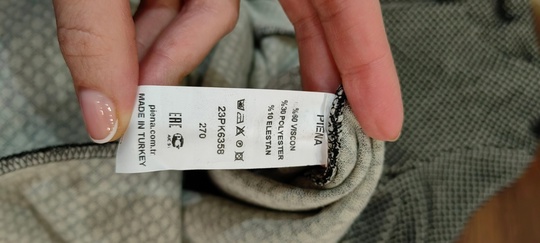 PIENA
%60 VISCON
%30 POLYESTER
%10 ELESTAN
23PK6358
270
EAC
piena.com.tr
MADE IN TURKEY